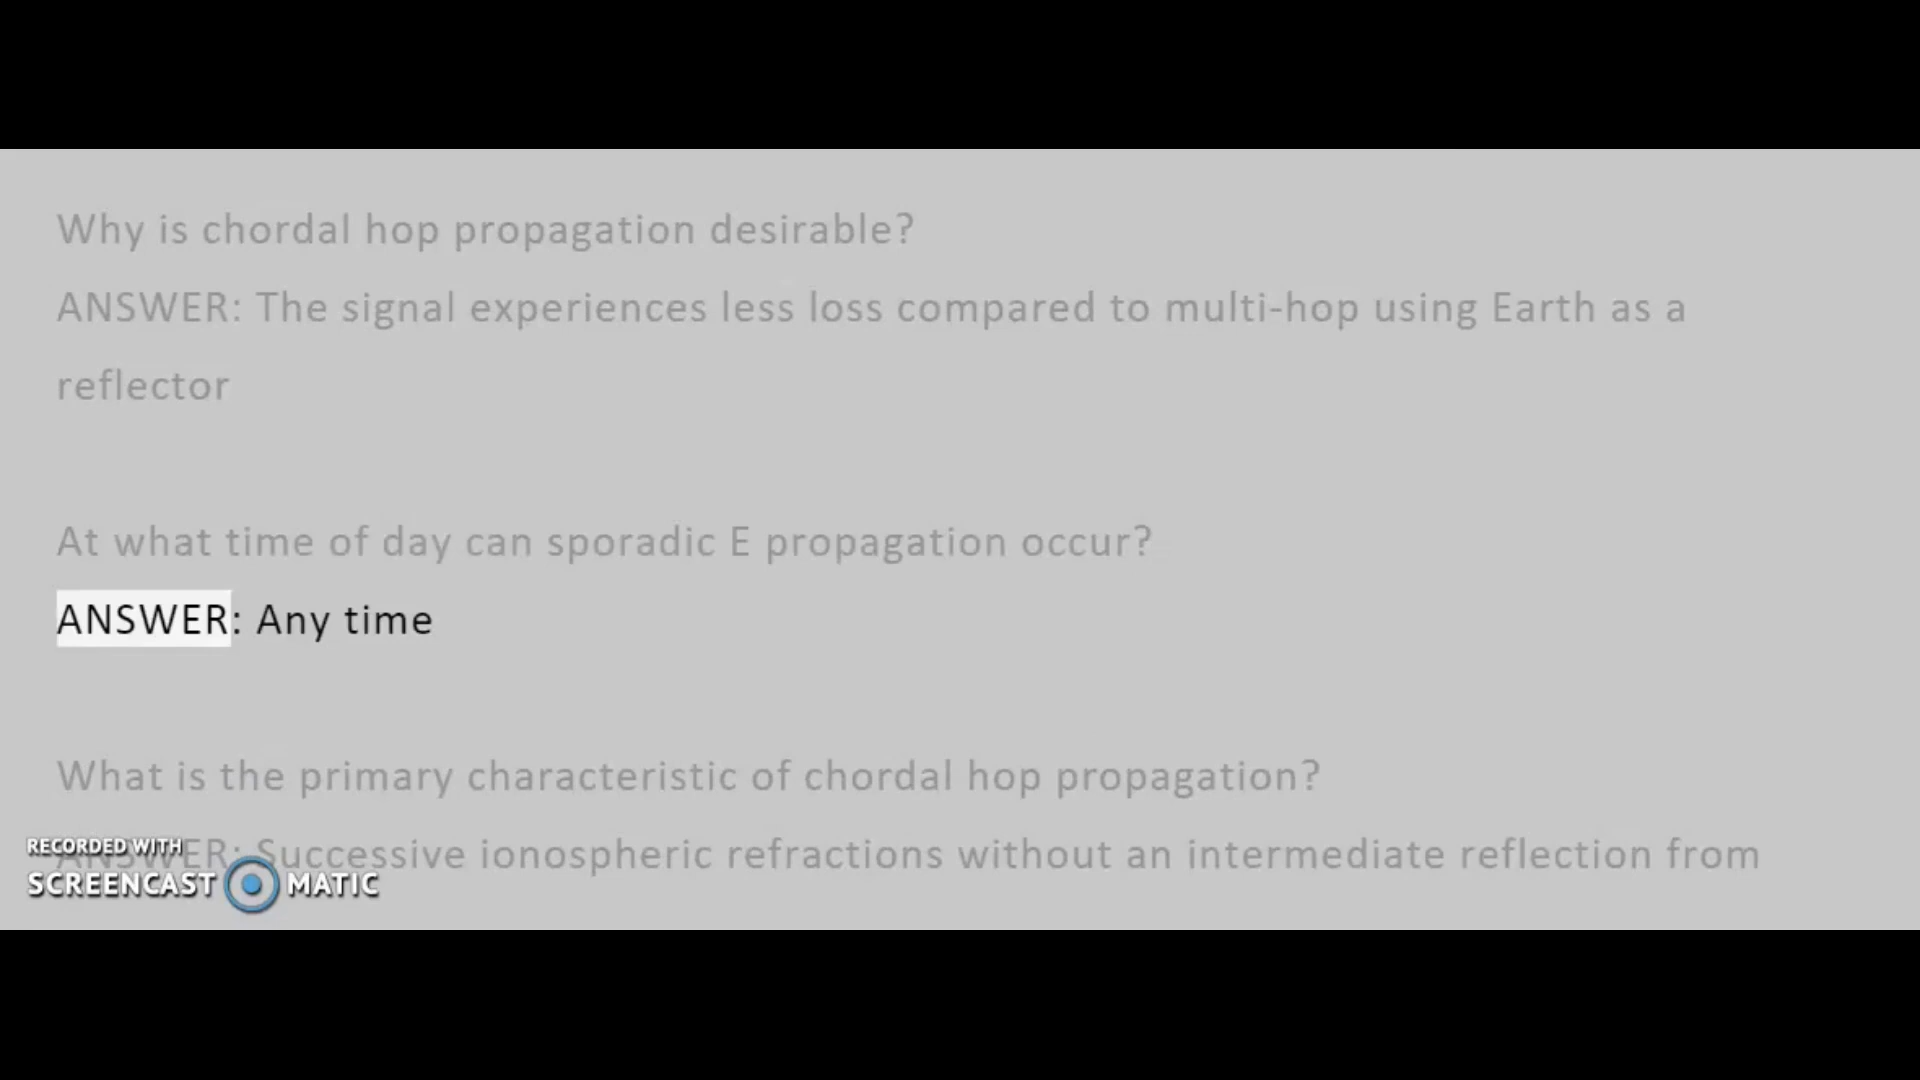 Why is chordal hop propagation desirable?
ANSWER: The signal experiences less loss compared to multi-hop using Earth as a
reflector
At what time of day can sporadic E propagation occur?
ANSWER: Any time
What is the primary characteristic of chordal hop propagation?
ANSWER: Successive ionospheric refractions without an intermediate reflection from
RECORDED WITH
SCREENCAST MATIC